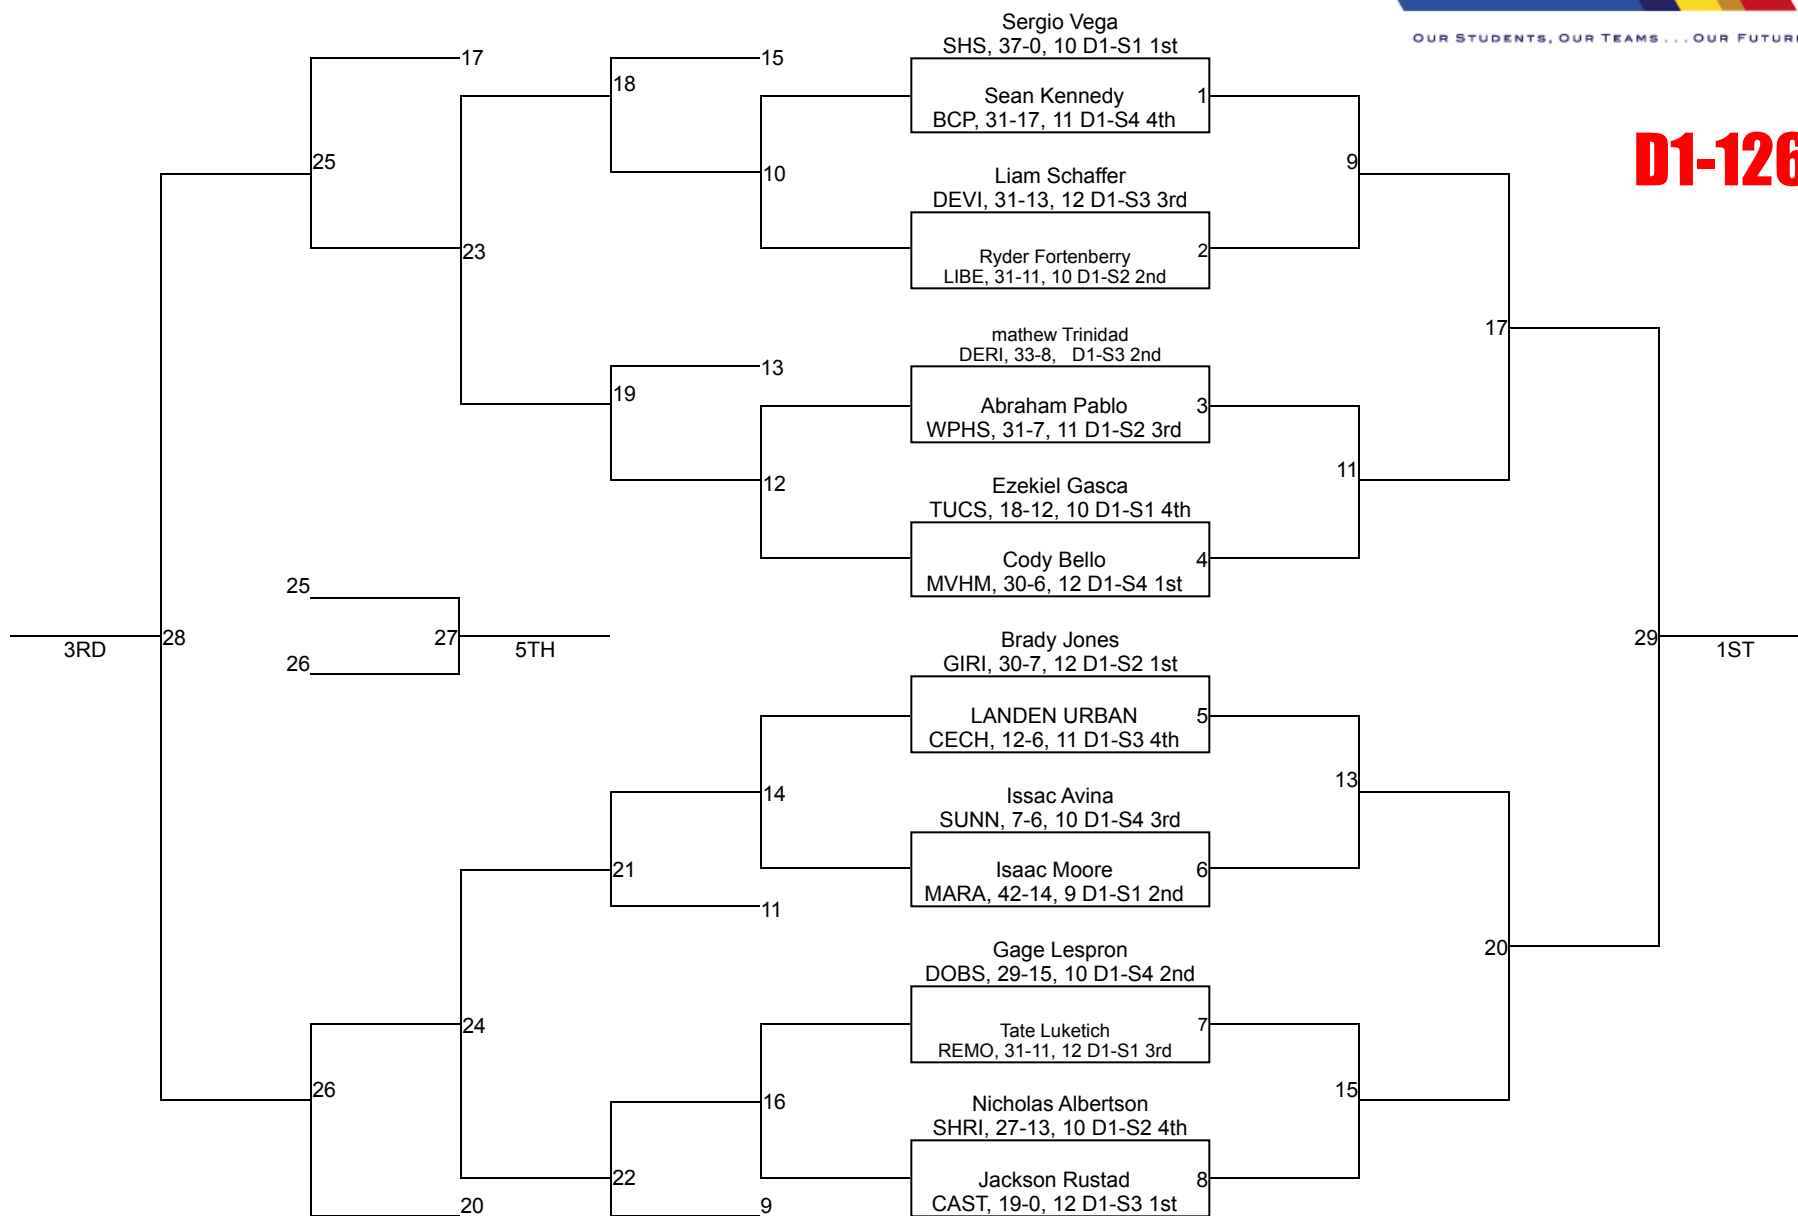 OUR STUDENTS, OUR TEAMS . . . OUR FUTURE
D1-126
Sergio Vega
SHS, 37-0, 10 D1-S1 1st
17
15
18
Sean Kennedy
1
BCP, 31-17, 11 D1-S4 4th
25
10
9
Liam Schaffer
DEVI, 31-13, 12 D1-S3 3rd
23
2
Ryder Fortenberry
LIBE, 31-11, 10 D1-S2 2nd
17
mathew Trinidad
DERI, 33-8, D1-S3 2nd
13
19
Abraham Pablo
3
WPHS, 31-7, 11 D1-S2 3rd
12
11
Ezekiel Gasca
TUCS, 18-12, 10 D1-S1 4th
Cody Bello
4
MVHM, 30-6, 12 D1-S4 1st
25
28
27
29
3RD
5TH
1ST
26
Brady Jones
GIRI, 30-7, 12 D1-S2 1st
LANDEN URBAN
5
CECH, 12-6, 11 D1-S3 4th
14
13
Issac Avina
SUNN, 7-6, 10 D1-S4 3rd
21
Isaac Moore
6
MARA, 42-14, 9 D1-S1 2nd
11
20
Gage Lespron
DOBS, 29-15, 10 D1-S4 2nd
24
7
Tate Luketich
REMO, 31-11, 12 D1-S1 3rd
26
16
15
Nicholas Albertson
SHRI, 27-13, 10 D1-S2 4th
22
Jackson Rustad
8
CAST, 19-0, 12 D1-S3 1st
20
9